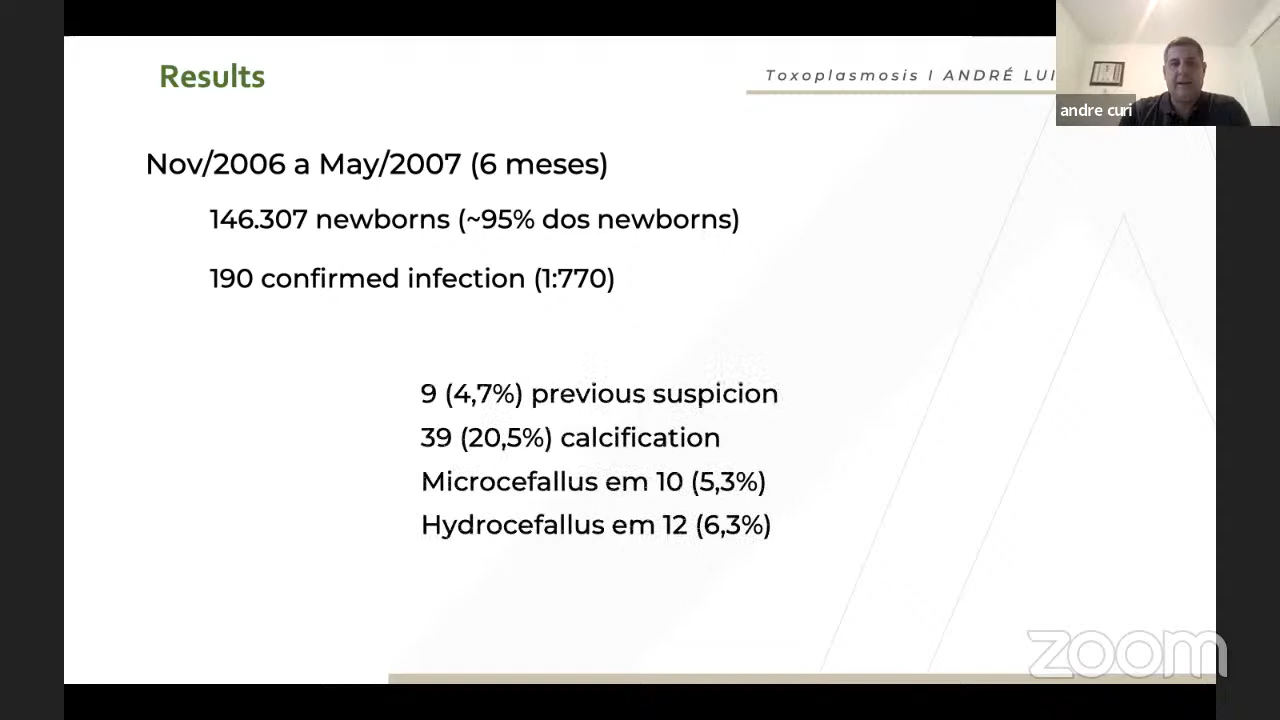 Results
Toxoplasmosis I ANDRÉ LUI
andre curi
Nov/2006 a May/2007 (6 meses)
146.307 newborns (~95% dos newborns)
190 confirmed infection (1:770)
9 (4,7%) previous suspicion
39 (20,5%) calcification
Microcefallus em 10 (5,3%)
Hydrocefallus em 12 (6,3%)
zoom